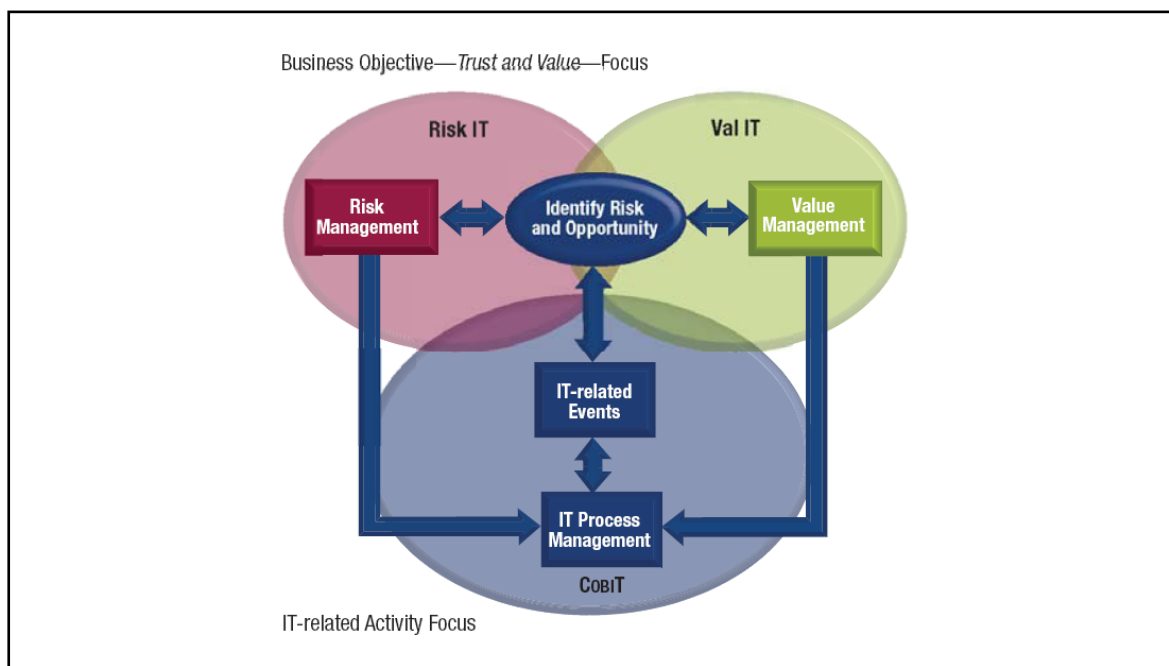 Business Objective—Trust and Value—Focus
Risk IT
Val IT
Risk
Management
Identify Risk
and Opportunity
Value
Management
IT-related
Events
IT Process
Management
COBIT
IT-related Activity Focus